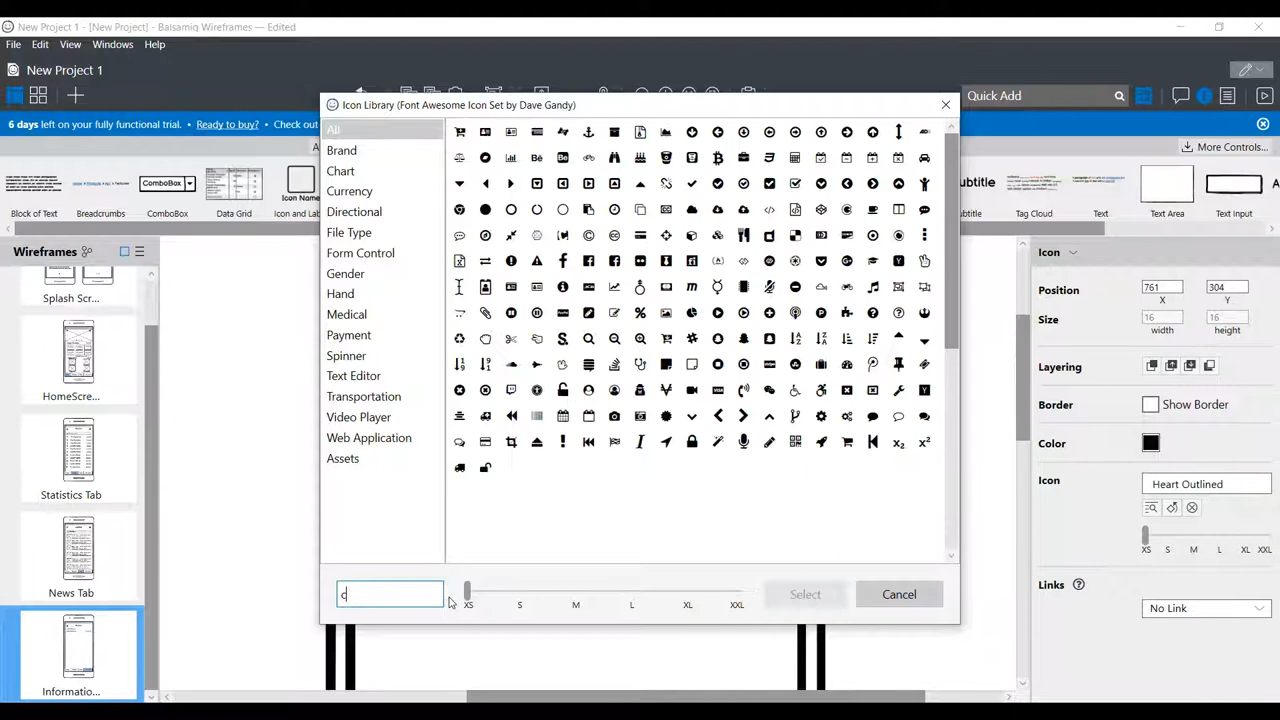 New Project 1 - [New Project] - Balsamiq Wireframes — Edited
File Edit View Windows Help
New Project 1
Quick Add
6 days left on your fully functional trial. Ready to buy? Check out
More Controls...
Block of Text
Breadcrumbs
ComboBox
ComboBox
Data Grid
Icon Name
Icon and Lab
Subtitle
Tag Cloud
Text
Text Area
Text Input
Wireframes
Splash Scr...
HomeScre...
Statistics Tab
News Tab
Informatio...
Icon Library (Font Awesome Icon Set by Dave Gandy)
All
Brand
Chart
Currency
Directional
File Type
Form Control
Gender
Hand
Medical
Payment
Spinner
Text Editor
Transportation
Video Player
Web Application
Assets
c
XS S M L XL XXL
Select
Cancel
Icon
Position 761 304
X Y
Size 16 16
width height
Layering
Border Show Border
Color
Icon Heart Outlined
XS S M L XL XXL
Links
No Link